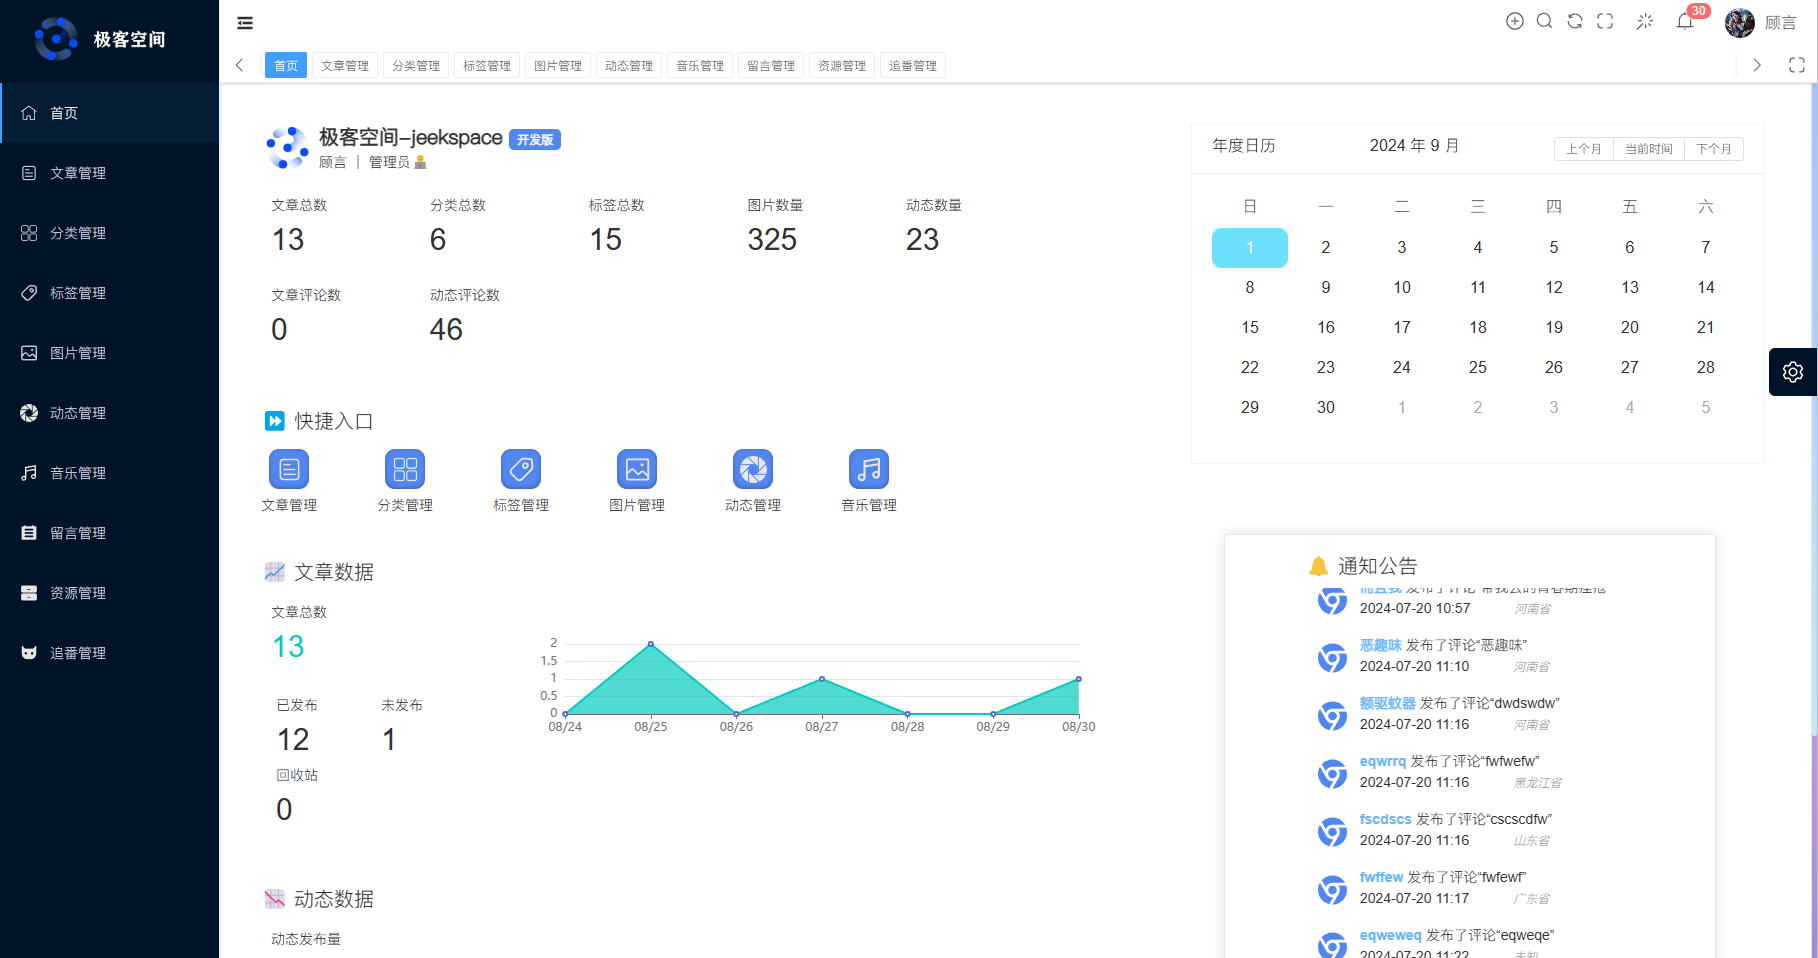 极客空间
首页
文章管理
分类管理
标签管理
图片管理
动态管理
音乐管理
留言管理
资源管理
追番管理
30
顾言
首页 文章管理 分类管理 标签管理 图片管理 动态管理 音乐管理 留言管理 资源管理 追番管理
极客空间-jeekspace 开发版
顾言 | 管理员
文章总数 分类总数 标签总数 图片数量 动态数量
13 6 15 325 23
文章评论数 动态评论数
0 46
快捷入口
文章管理 分类管理 标签管理 图片管理 动态管理 音乐管理
文章数据
文章总数
13
已发布 未发布
12 1
回收站
0
2
1.5
1
0.5
0
08/24 08/25 08/26 08/27 08/28 08/29 08/30
动态数据
动态发布量
年度日历 2024 年 9 月 上个月 当前时间 下个月
日 一 二 三 四 五 六
1 2 3 4 5 6 7
8 9 10 11 12 13 14
15 16 17 18 19 20 21
22 23 24 25 26 27 28
29 30 1 2 3 4 5
通知公告
2024-07-20 10:57 河南省
恶趣味 发布了评论“恶趣味”
2024-07-20 11:10 河南省
额驱蚊器 发布了评论“dwdswdw”
2024-07-20 11:16 河南省
eqwrrq 发布了评论“fwfwefw”
2024-07-20 11:16 黑龙江省
fscdscs 发布了评论“cscscdfw”
2024-07-20 11:16 山东省
fwffew 发布了评论“fwfewf”
2024-07-20 11:17 广东省
eqweweq 发布了评论“eqweqe”
2024-07-20 11:22 未知